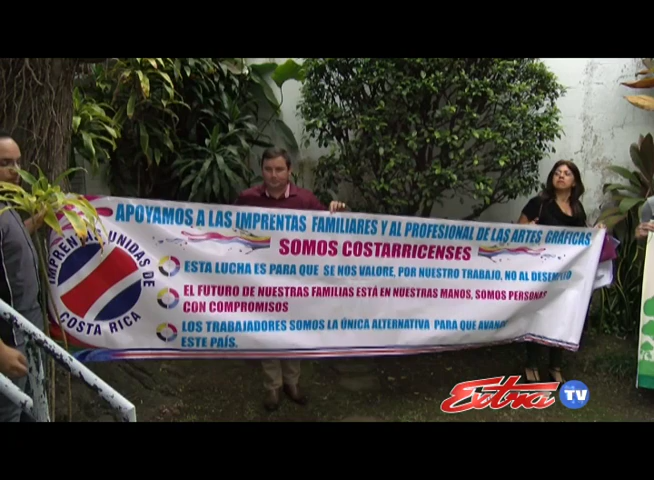 APOYAMOS A LAS IMPRENTAS FAMILIARES Y AL PROFESIONAL DE LAS ARTES GRÁFICAS
SOMOS COSTARRICENSES
IMPRENTAS UNIDAS DE
COSTA RICA
ESTA LUCHA ES PARA QUE SE NOS VALORE, POR NUESTRO TRABAJO, NO AL DESEMPLEO
EL FUTURO DE NUESTRAS FAMILIAS ESTÁ EN NUESTRAS MANOS, SOMOS PERSONAS
CON COMPROMISOS
LOS TRABAJADORES SOMOS LA ÚNICA ALTERNATIVA PARA QUE
ESTE PAÍS.
Extra TV